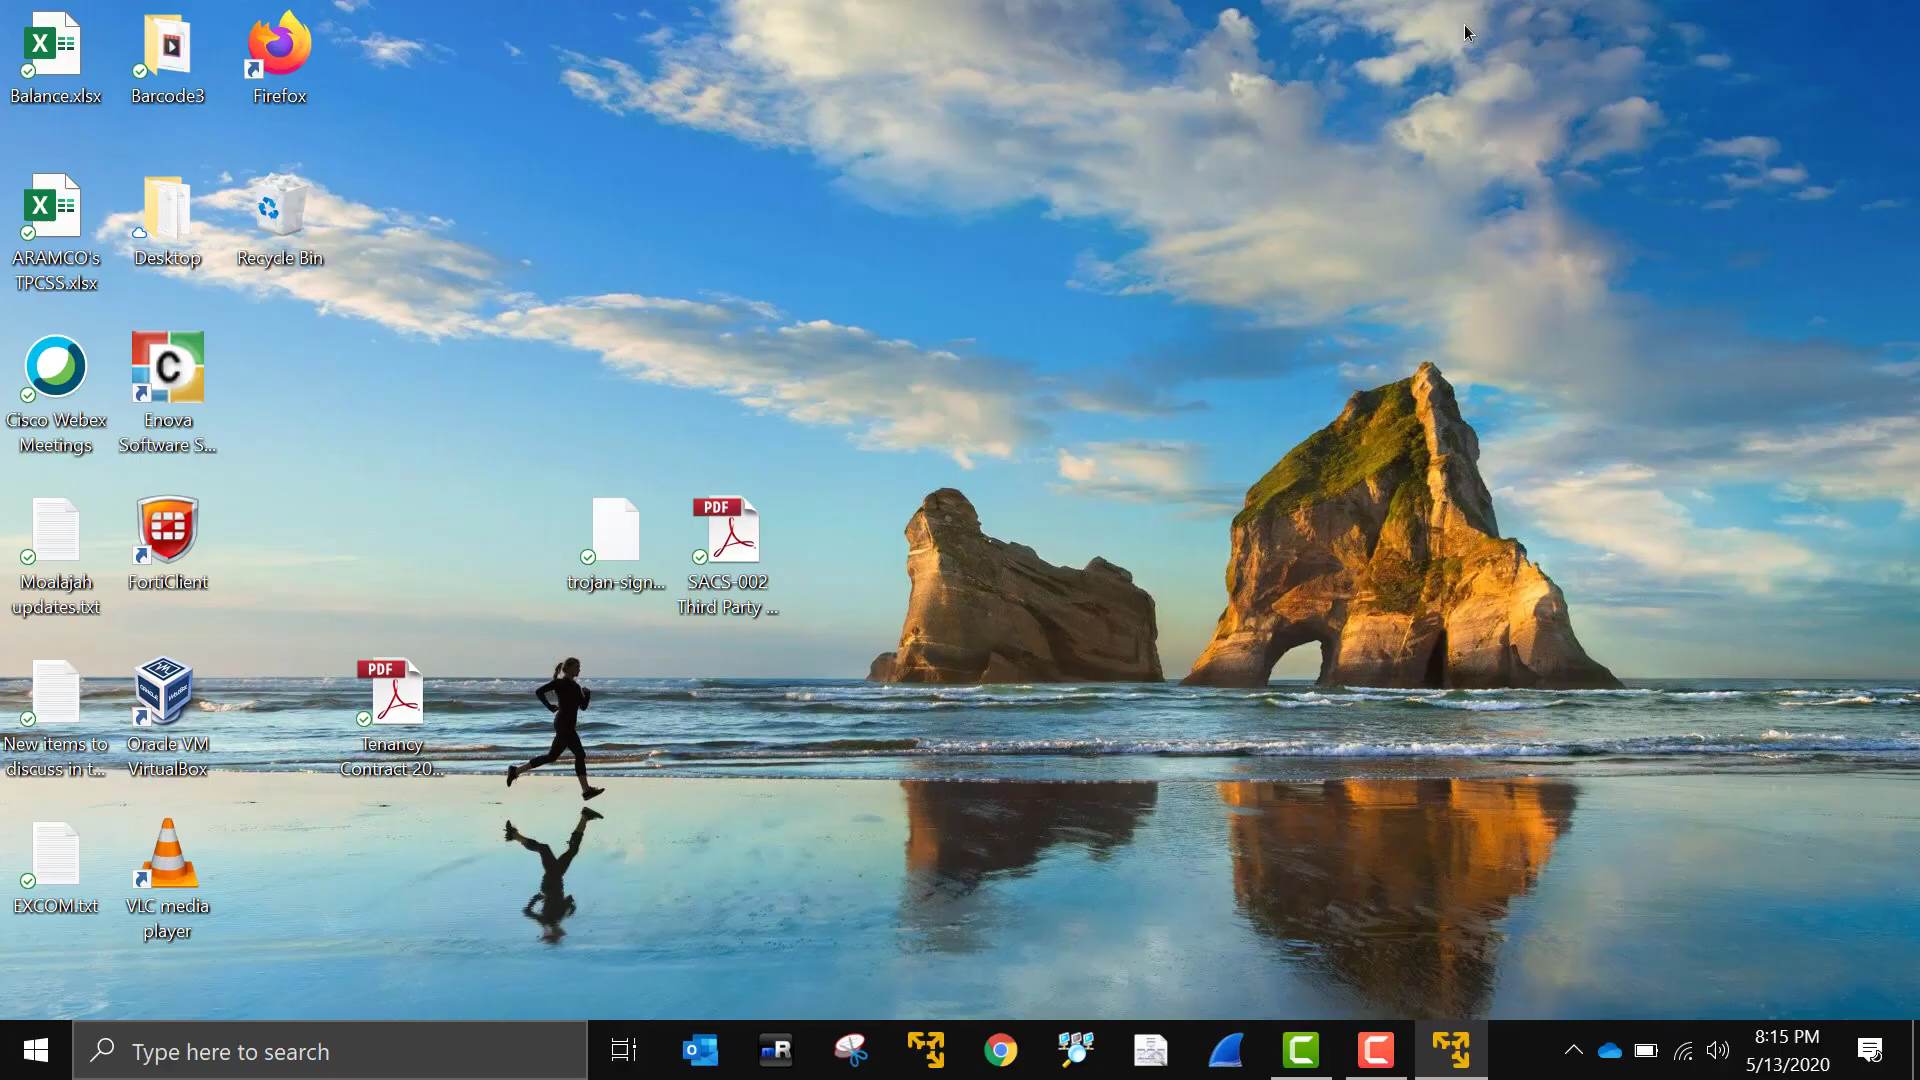 Balance.xlsx
Barcode3
Firefox
ARAMCO's
TPCSS.xlsx
Desktop
Recycle Bin
Cisco Webex
Meetings
Enova
Software S...
Moalajah
updates.txt
FortiClient
trojan-sign...
PDF
SACS-002
Third Party ...
New items to
discuss in t...
Oracle VM
VirtualBox
PDF
Tenancy
Contract 20...
EXCOM.txt
VLC media
player
Type here to search
mR
8:15 PM
5/13/2020